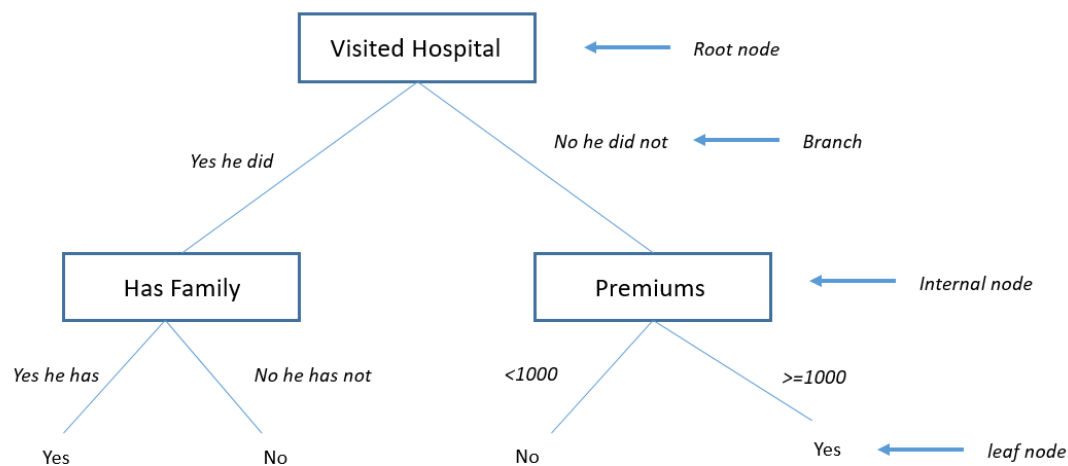 Visited Hospital
Root node
Yes he did
No he did not
Branch
Has Family
Premiums
Internal node
Yes he has
No he has not
<1000
>=1000
Yes
No
No
Yes
leaf node